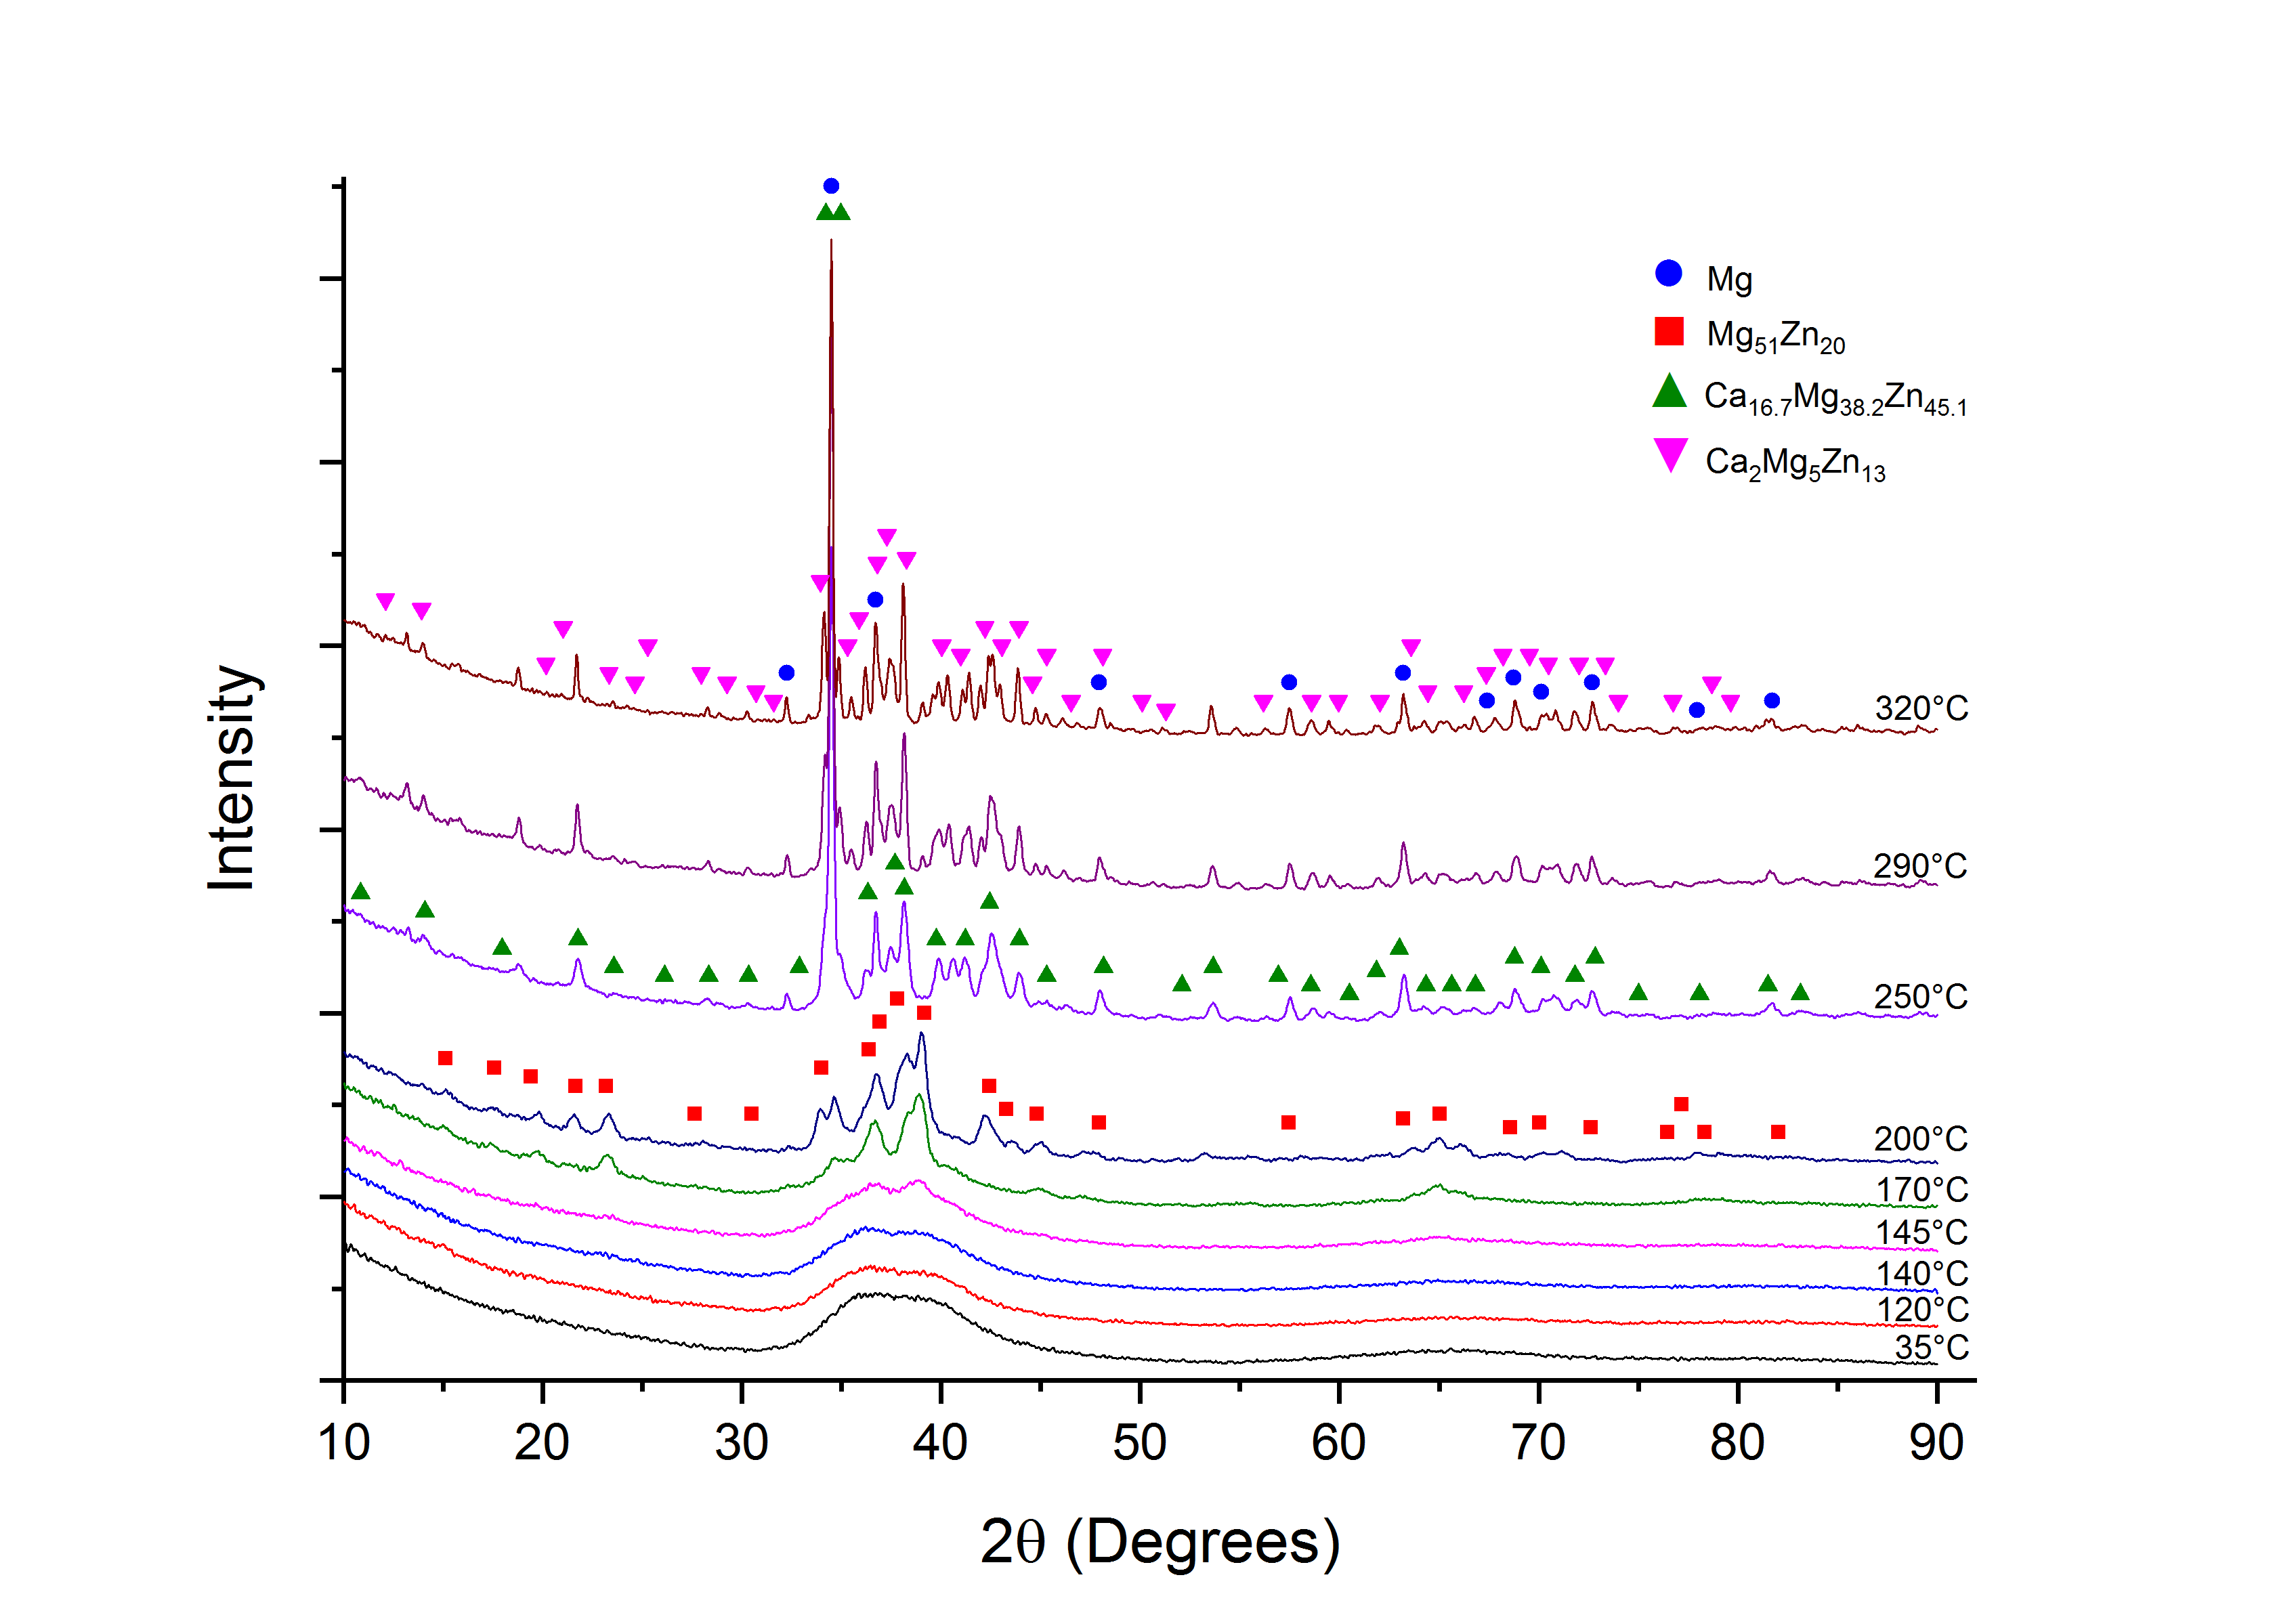 Mg
Mg51Zn20
Ca16.7Mg38.2Zn45.1
Ca2Mg5Zn13
Intensity
320°C
290°C
250°C
200°C
170°C
145°C
140°C
120°C
35°C
10 20 30 40 50 60 70 80 90
2θ (Degrees)